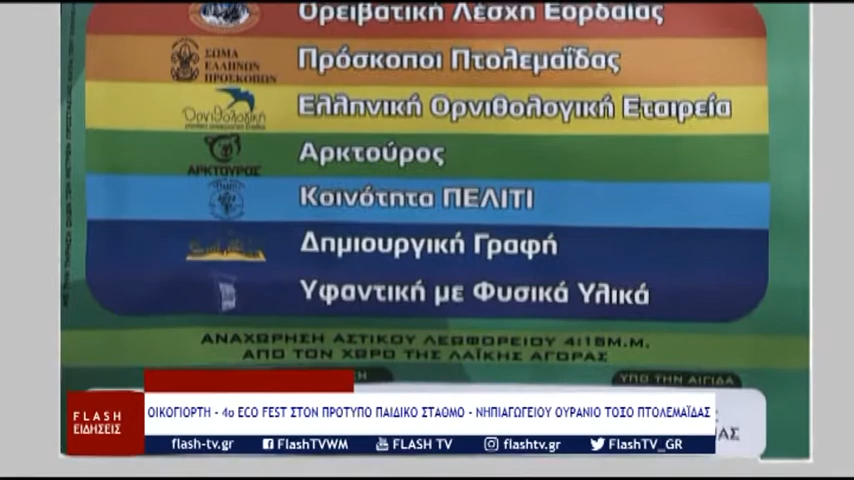 Ορειβατική Λέσχη Εορδαίας
ΣΩΜΑ
ΕΛΛΗΝΩΝ
ΠΡΟΣΚΟΠΩΝ
Πρόσκοποι Πτολεμαΐδας
Ορνιθολογική
Ελληνική Ορνιθολογική Εταιρεία
ΑΡΚΤΟΥΡΟΣ
Αρκτούρος
Κοινότητα ΠΕΛΙΤΙ
Δημιουργική Γραφή
Υφαντική με Φυσικά Υλικά
ΑΝΑΧΩΡΗΣΗ ΑΣΤΙΚΟΥ ΛΕΩΦΟΡΕΙΟΥ 4:15Μ.Μ.
ΑΠΟ ΤΟΝ ΧΩΡΟ ΤΗΣ ΛΑΪΚΗΣ ΑΓΟΡΑΣ
ΥΠΟ ΤΗΝ ΑΙΓΙΔΑ
FLASH
ΕΙΔΗΣΕΙΣ
ΟΙΚΟΓΙΟΡΤΗ - 4ο ECO FEST ΣΤΟΝ ΠΡΟΤΥΠΟ ΠΑΙΔΙΚΟ ΣΤΑΘΜΟ - ΝΗΠΙΑΓΩΓΕΙΟΥ ΟΥΡΑΝΙΟ ΤΟΞΟ ΠΤΟΛΕΜΑΪΔΑΣ
flash-tv.gr FlashTVWM FLASH TV flashtv.gr FlashTV_GR